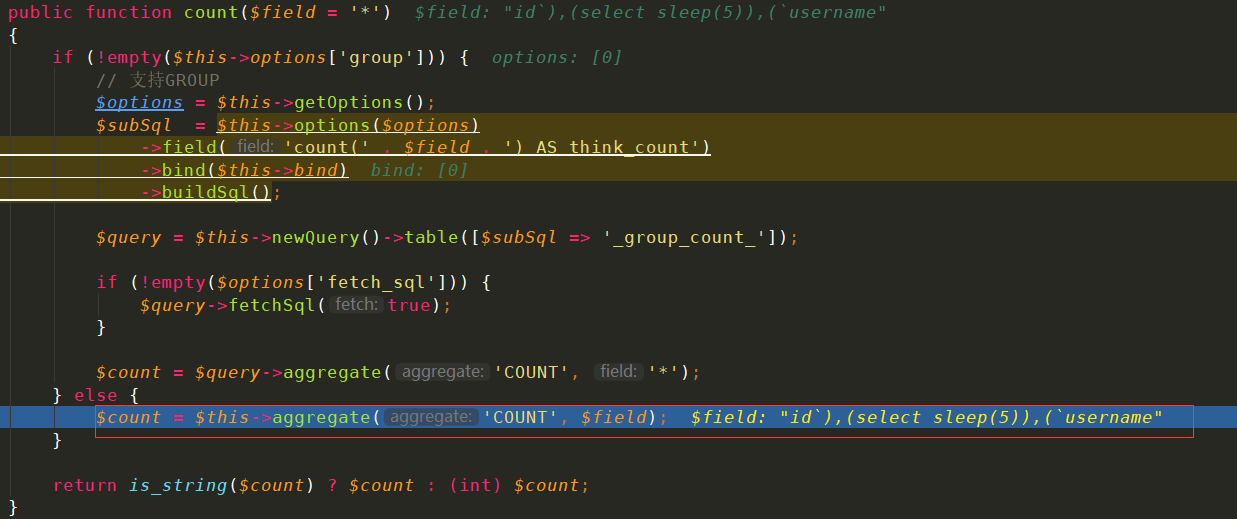 public function count($field = '*')  $field: "id`),(select sleep(5)),(`username"
{
    if (!empty($this->options['group'])) {  options: [0]
        // 支持GROUP
        $options = $this->getOptions();
        $subSql  = $this->options($options)
            ->field( field: 'count(' . $field . ') AS think_count')
            ->bind($this->bind)  bind: [0]
            ->buildSql();
        $query = $this->newQuery()->table([$subSql => '_group_count_']);
        if (!empty($options['fetch_sql'])) {
            $query->fetchSql( fetch: true);
        }
        $count = $query->aggregate( aggregate: 'COUNT', field: '*');
    } else {
        $count = $this->aggregate( aggregate: 'COUNT', $field);  $field: "id`),(select sleep(5)),(`username"
    }
    return is_string($count) ? $count : (int) $count;
}